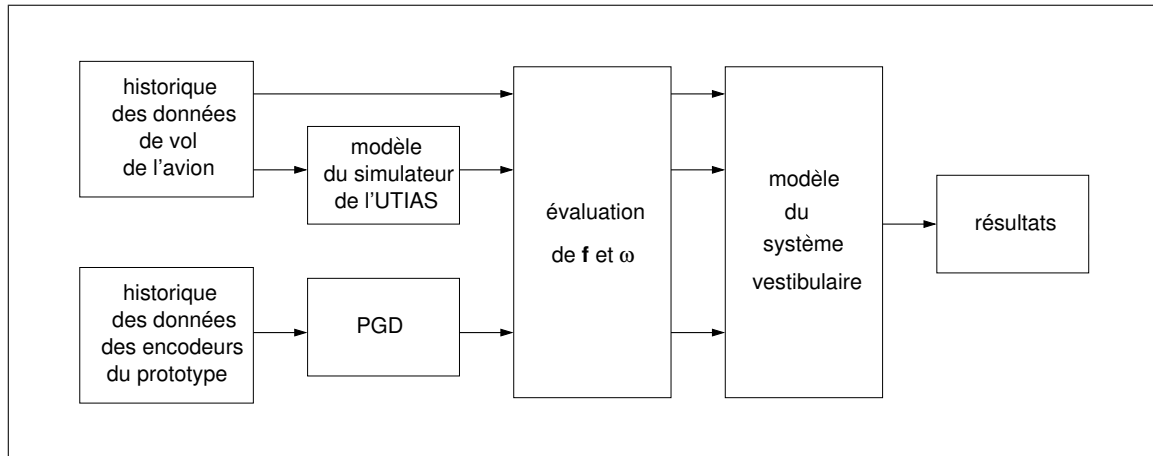 historique
des données
de vol
de l'avion
modèle
du simulateur
de l'UTIAS
historique
des données
des encodeurs
du prototype
PGD
évaluation
de f et ω
modèle
du
système
vestibulaire
résultats